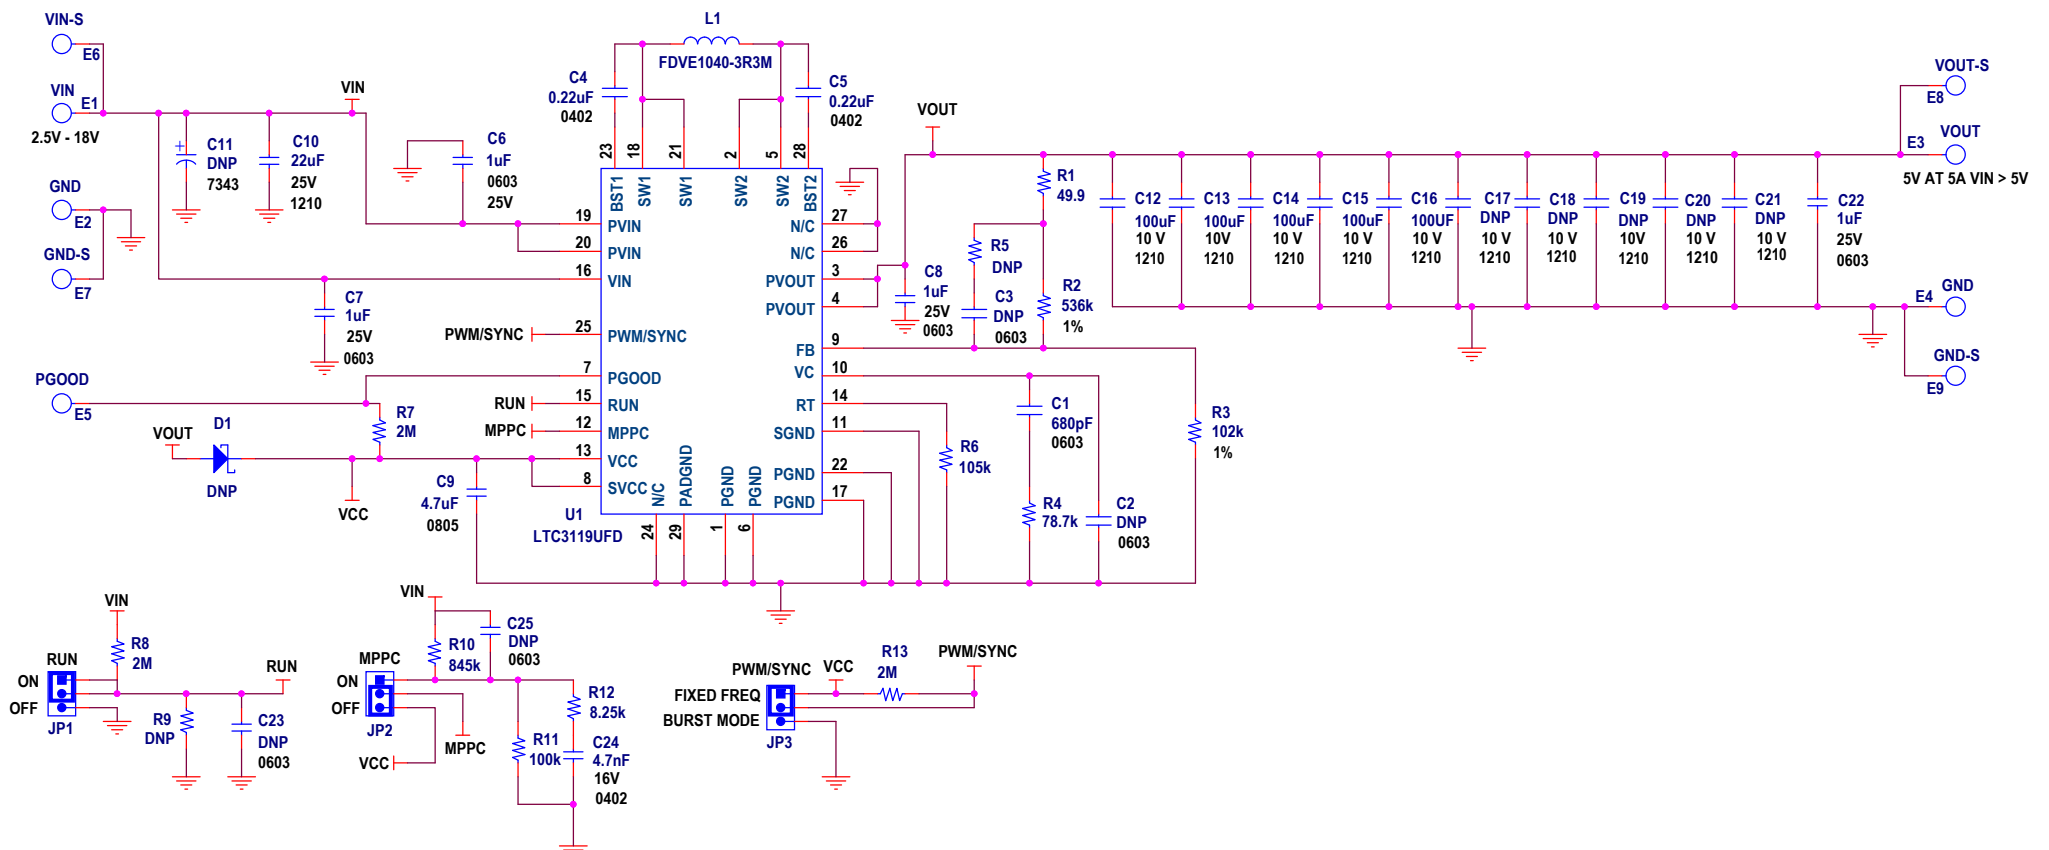 VIN-S
E6
VIN
E1
2.5V - 18V
GND
E2
GND-S
E7
PGOOD
E5
VIN
C11
DNP
7343
C10
22uF
25V
1210
C6
1uF
0603
25V
C7
1uF
25V
0603
C4
0.22uF
0402
L1
FDVE1040-3R3M
C5
0.22uF
0402
23
18
21
2
5
28
BST1
SW1
SW1
SW2
SW2
BST2
19
PVIN
20
PVIN
16
VIN
PWM/SYNC
25
PWM/SYNC
7
PGOOD
RUN
15
RUN
MPPC
12
MPPC
13
VCC
8
SVCC
N/C
27
N/C
26
PVOUT
3
PVOUT
4
FB
9
VC
10
RT
14
SGND
11
PGND
22
PGND
17
N/C
PADGND
PGND
PGND
24
29
1
6
U1
LTC3119UFD
VOUT
D1
DNP
R7
2M
VCC
C9
4.7uF
0805
VOUT
C8
1uF
25V
0603
R1
49.9
R5
DNP
C3
DNP
0603
R2
536k
1%
R3
102k
1%
R6
105k
C1
680pF
0603
R4
78.7k
C2
DNP
0603
C12
100uF
10 V
1210
C13
100uF
10V
1210
C14
100uF
10 V
1210
C15
100uF
10 V
1210
C16
100UF
10 V
1210
C17
DNP
10 V
1210
C18
DNP
10 V
1210
C19
DNP
10V
1210
C20
DNP
10 V
1210
C21
DNP
10 V
1210
C22
1uF
25V
0603
VOUT-S
E8
VOUT
E3
5V AT 5A VIN > 5V
GND
E4
GND-S
E9
VIN
R8
2M
RUN
ON
OFF
JP1
RUN
R9
DNP
C23
DNP
0603
VIN
R10
845k
C25
DNP
0603
MPPC
ON
OFF
JP2
MPPC
VCC
R11
100k
R12
8.25k
C24
4.7nF
16V
0402
PWM/SYNC
FIXED FREQ
BURST MODE
JP3
VCC
R13
2M
PWM/SYNC